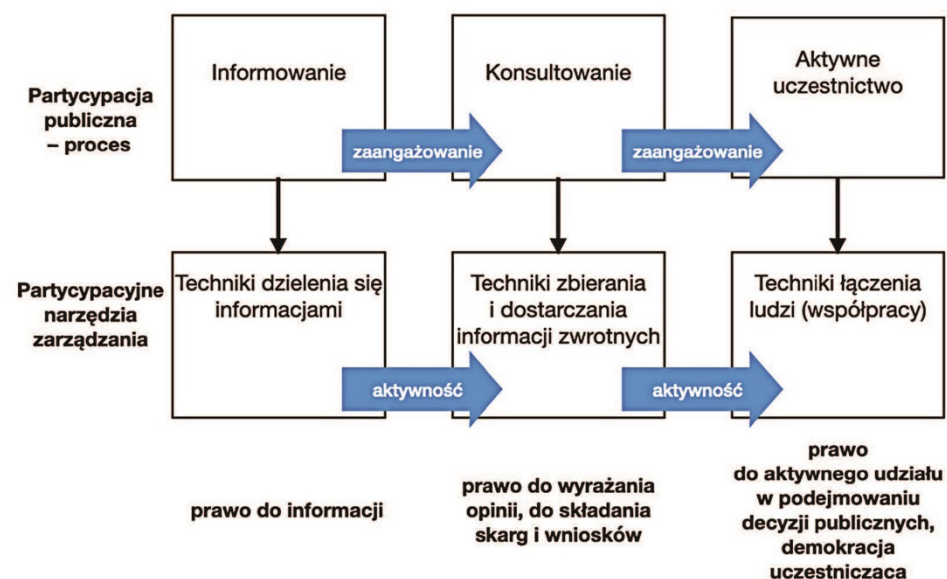 Partycypacja
publiczna
– proces
Informowanie
zaangażowanie
Konsultowanie
zaangażowanie
Aktywne
uczestnictwo
Partycypacyjne
narzędzia
zarządzania
Techniki dzielenia się
informacjami
aktywność
Techniki zbierania
i dostarczania
informacji zwrotnych
aktywność
Techniki łączenia
ludzi (współpracy)
prawo do informacji
prawo do wyrażania
opinii, do składania
skarg i wniosków
prawo
do aktywnego udziału
w podejmowaniu
decyzji publicznych,
demokracja
uczestnicząca